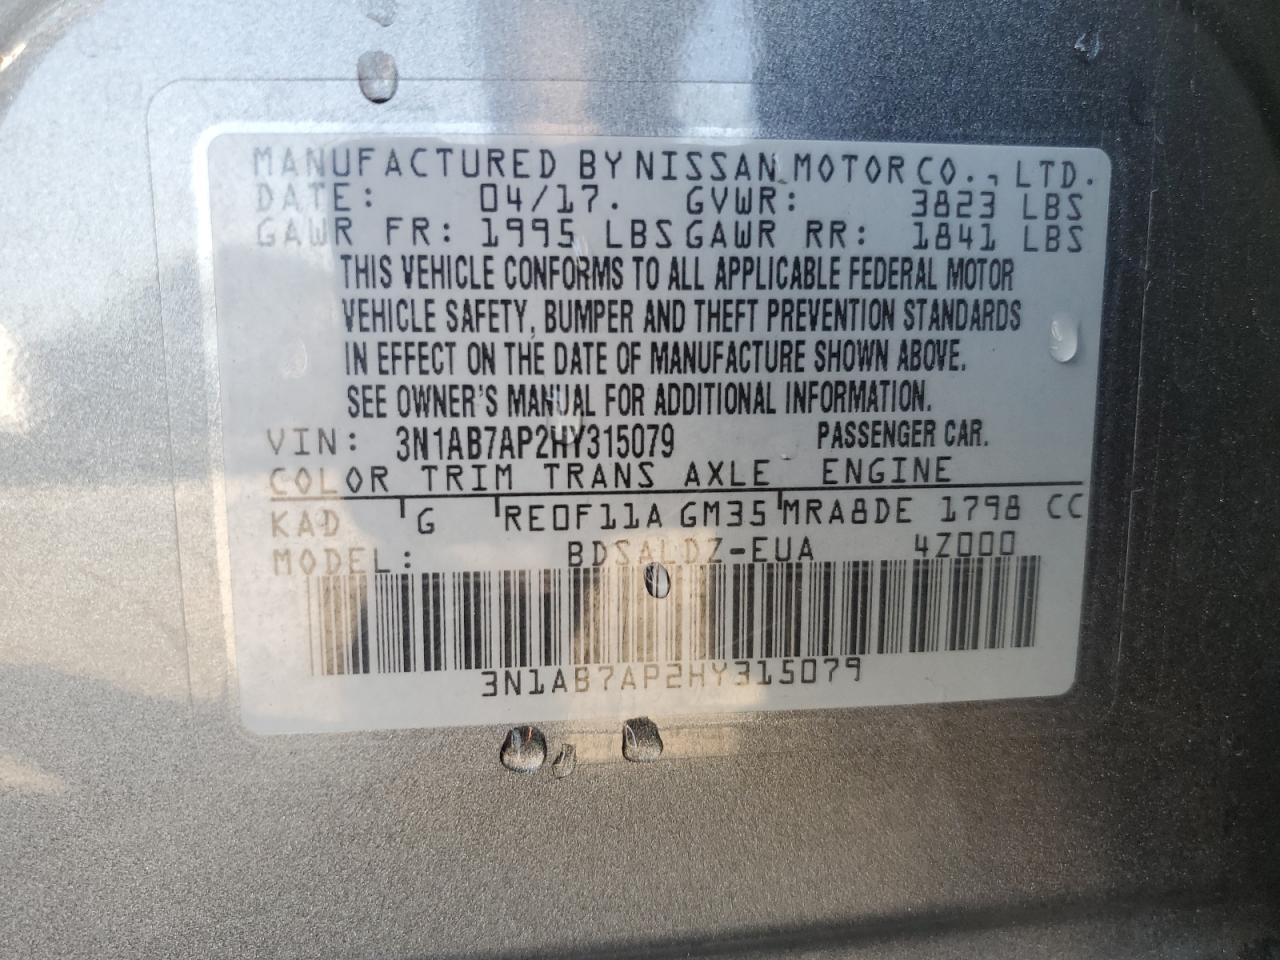 MANUFACTURED BY NISSAN MOTOR CO., LTD.
DATE: 04/17. GVWR: 3823 LBS
GAWR FR: 1995 LBS GAWR RR: 1841 LBS
THIS VEHICLE CONFORMS TO ALL APPLICABLE FEDERAL MOTOR
VEHICLE SAFETY, BUMPER AND THEFT PREVENTION STANDARDS
IN EFFECT ON THE DATE OF MANUFACTURE SHOWN ABOVE.
SEE OWNER'S MANUAL FOR ADDITIONAL INFORMATION.
VIN: 3N1AB7AP2HY315079 PASSENGER CAR.
COLOR TRIM TRANS AXLE ENGINE
KAD G RE0F11A GM35 MRA8DE 1798 CC
MODEL: BDSALDZ-EUA 4Z000
3N1AB7AP2HY315079